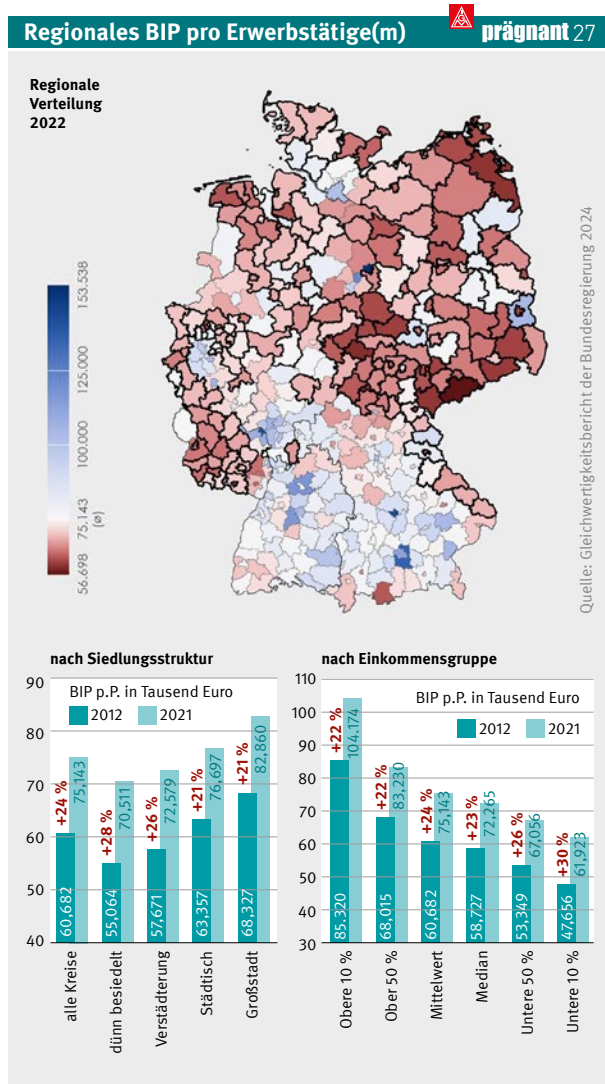 Regionales BIP pro Erwerbstätige(m)
prägnant 27
Regionale
Verteilung
2022
153.538
125.000
100.000
75.143
(ø)
56.698
Quelle: Gleichwertigkeitsbericht der Bundesregierung 2024
nach Siedlungsstruktur
BIP p.P. in Tausend Euro
2012
2021
90
80
70
60
50
40
+24 %
60,682
75,143
+28 %
55,064
70,511
+26 %
57,671
72,579
+21 %
63,357
76,697
+21 %
68,327
82,860
alle Kreise
dünn besiedelt
Verstädterung
Städtisch
Großstadt
nach Einkommensgruppe
BIP p.P. in Tausend Euro
2012
2021
110
100
90
80
70
60
50
40
30
+22 %
85.320
104.174
+22 %
68,015
83,230
+24 %
60,682
75,143
+23 %
58,727
72,265
+26 %
53,349
67,056
+30 %
47,656
61,923
Obere 10 %
Ober 50 %
Mittelwert
Median
Untere 50 %
Untere 10 %